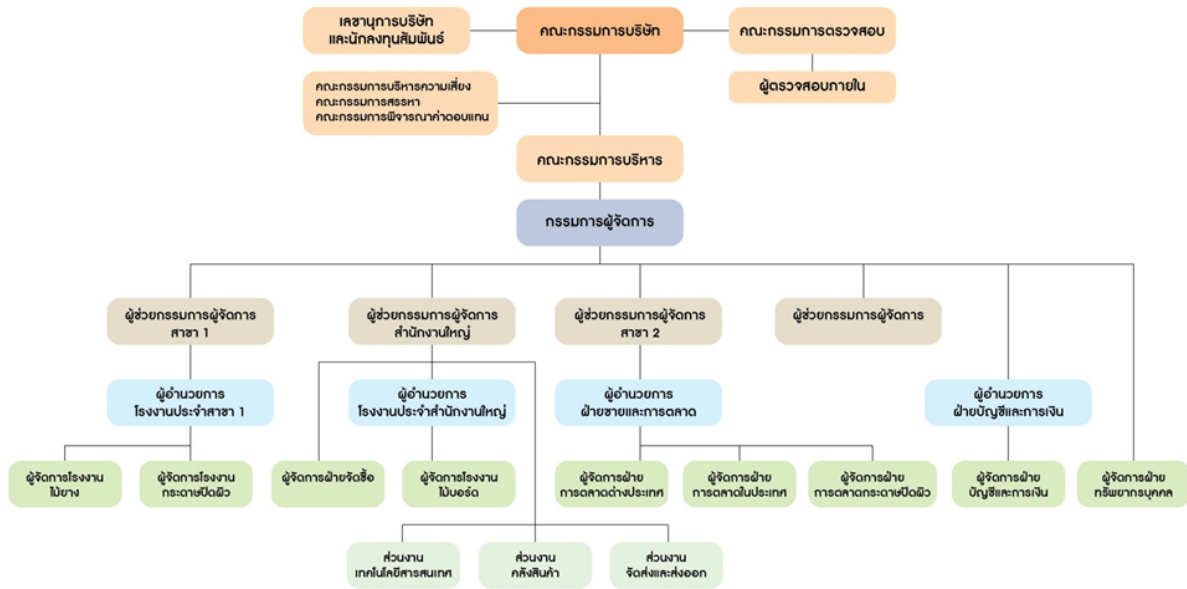 เลขานุการบริษัท
และนักลงทุนสัมพันธ์
คณะกรรมการบริษัท
คณะกรรมการตรวจสอบ
คณะกรรมการบริหารความเสี่ยง
คณะกรรมการสรรหา
คณะกรรมการพิจารณาค่าตอบแทน
ผู้ตรวจสอบภายใน
คณะกรรมการบริหาร
กรรมการผู้จัดการ
ผู้ช่วยกรรมการผู้จัดการ
สาขา 1
ผู้ช่วยกรรมการผู้จัดการ
สำนักงานใหญ่
ผู้ช่วยกรรมการผู้จัดการ
สาขา 2
ผู้ช่วยกรรมการผู้จัดการ
ผู้อำนวยการ
โรงงานประจำสาขา 1
ผู้อำนวยการ
โรงงานประจำสำนักงานใหญ่
ผู้อำนวยการ
ฝ่ายขายและการตลาด
ผู้อำนวยการ
ฝ่ายบัญชีและการเงิน
ผู้จัดการโรงงาน
ไม้ยาง
ผู้จัดการโรงงาน
กระดาษปิดผิว
ผู้จัดการฝ่ายจัดซื้อ
ผู้จัดการโรงงาน
ไม้บอร์ด
ผู้จัดการฝ่าย
การตลาดต่างประเทศ
ผู้จัดการฝ่าย
การตลาดในประเทศ
ผู้จัดการฝ่าย
การตลาดกระดาษปิดผิว
ผู้จัดการฝ่าย
บัญชีและการเงิน
ผู้จัดการฝ่าย
ทรัพยากรบุคคล
ส่วนงาน
เทคโนโลยีสารสนเทศ
ส่วนงาน
คลังสินค้า
ส่วนงาน
จัดส่งและส่งออก